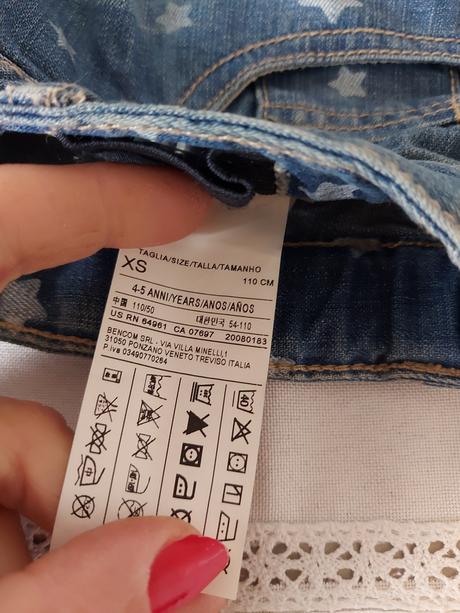 TAGLIA/SIZE/TALLA/TAMANHO
XS
110 CM
4-5 ANNI/YEARS/ANOS/AÑOS
中国 110/50 대한민국 54-110
US RN 64961 CA 07697 20080183
BENCOM SRL - VIA VILLA MINELLI,1
31050 PONZANO VENETO TREVISO ITALIA
P.iva 03490770264
40